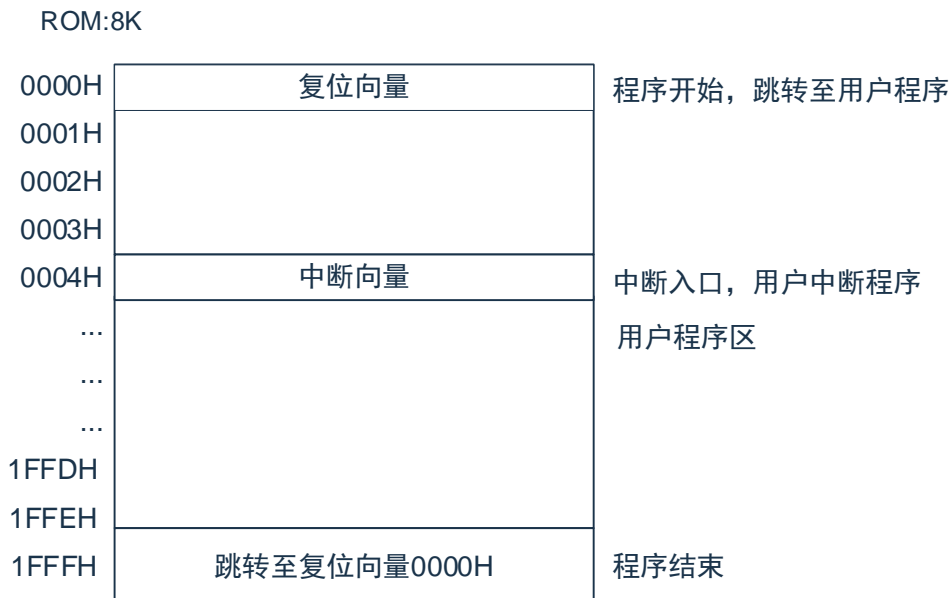 ROM:8K
0000H 复位向量 程序开始，跳转至用户程序
0001H
0002H
0003H
0004H 中断向量 中断入口，用户中断程序
... 用户程序区
...
...
1FFDH
1FFEH
1FFFH 跳转至复位向量0000H 程序结束